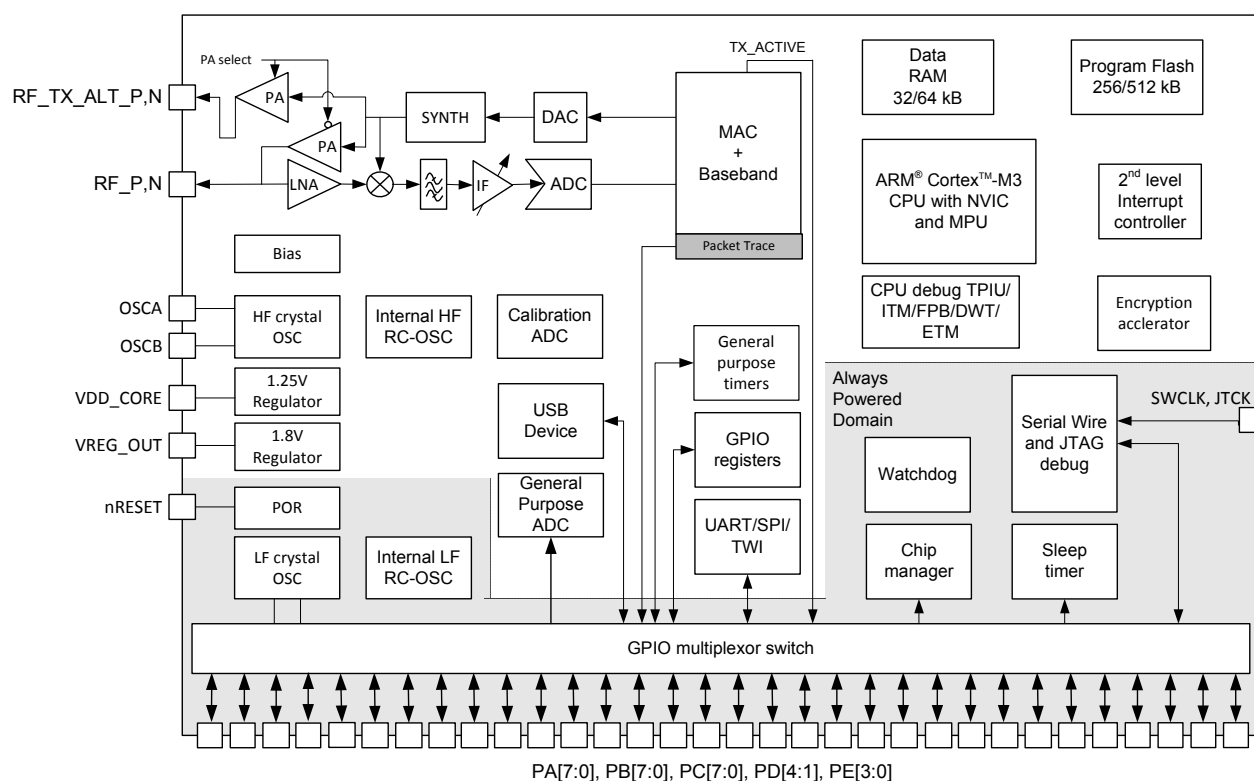 TX_ACTIVE
PA select
RF_TX_ALT_P,N
PA
SYNTH
DAC
MAC
+
Baseband
Data
RAM
32/64 kB
Program Flash
256/512 kB
PA
RF_P,N
LNA
IF
ADC
ARM® Cortex™-M3
CPU with NVIC
and MPU
2nd level
Interrupt
controller
Packet Trace
Bias
OSCA
OSCB
HF crystal
OSC
Internal HF
RC-OSC
Calibration
ADC
CPU debug TPIU/
ITM/FPB/DWT/
ETM
Encryption
acclerator
General
purpose
timers
VDD_CORE
1.25V
Regulator
USB
Device
Always
Powered
Domain
Serial Wire
and JTAG
debug
SWCLK, JTCK
VREG_OUT
1.8V
Regulator
GPIO
registers
Watchdog
nRESET
POR
General
Purpose
ADC
UART/SPI/
TWI
LF crystal
OSC
Internal LF
RC-OSC
Chip
manager
Sleep
timer
GPIO multiplexor switch
PA[7:0], PB[7:0], PC[7:0], PD[4:1], PE[3:0]